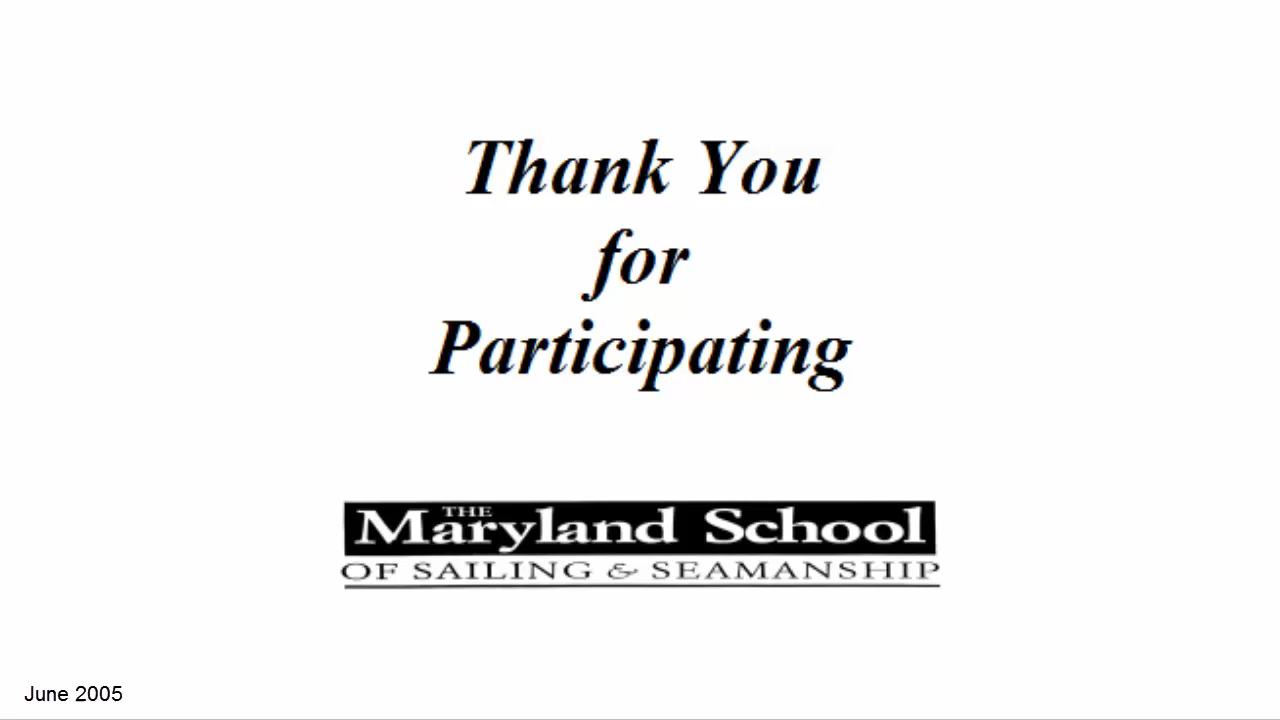 Thank You
for
Participating
THE
Maryland School
OF SAILING & SEAMANSHIP
June 2005